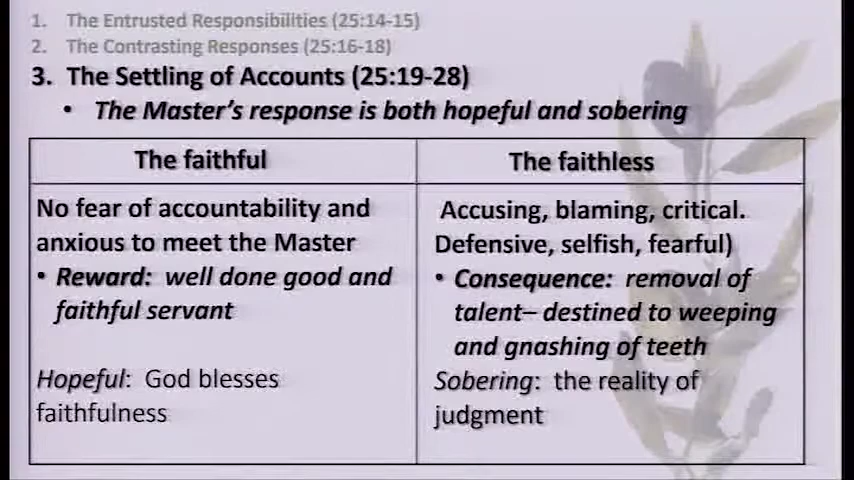 1. The Entrusted Responsibilities (25:14-15)
2. The Contrasting Responses (25:16-18)
3. The Settling of Accounts (25:19-28)
• The Master's response is both hopeful and sobering
The faithful
No fear of accountability and
anxious to meet the Master
• Reward: well done good and
faithful servant
Hopeful: God blesses
faithfulness
The faithless
Accusing, blaming, critical.
Defensive, selfish, fearful)
• Consequence: removal of
talent– destined to weeping
and gnashing of teeth
Sobering: the reality of
judgment